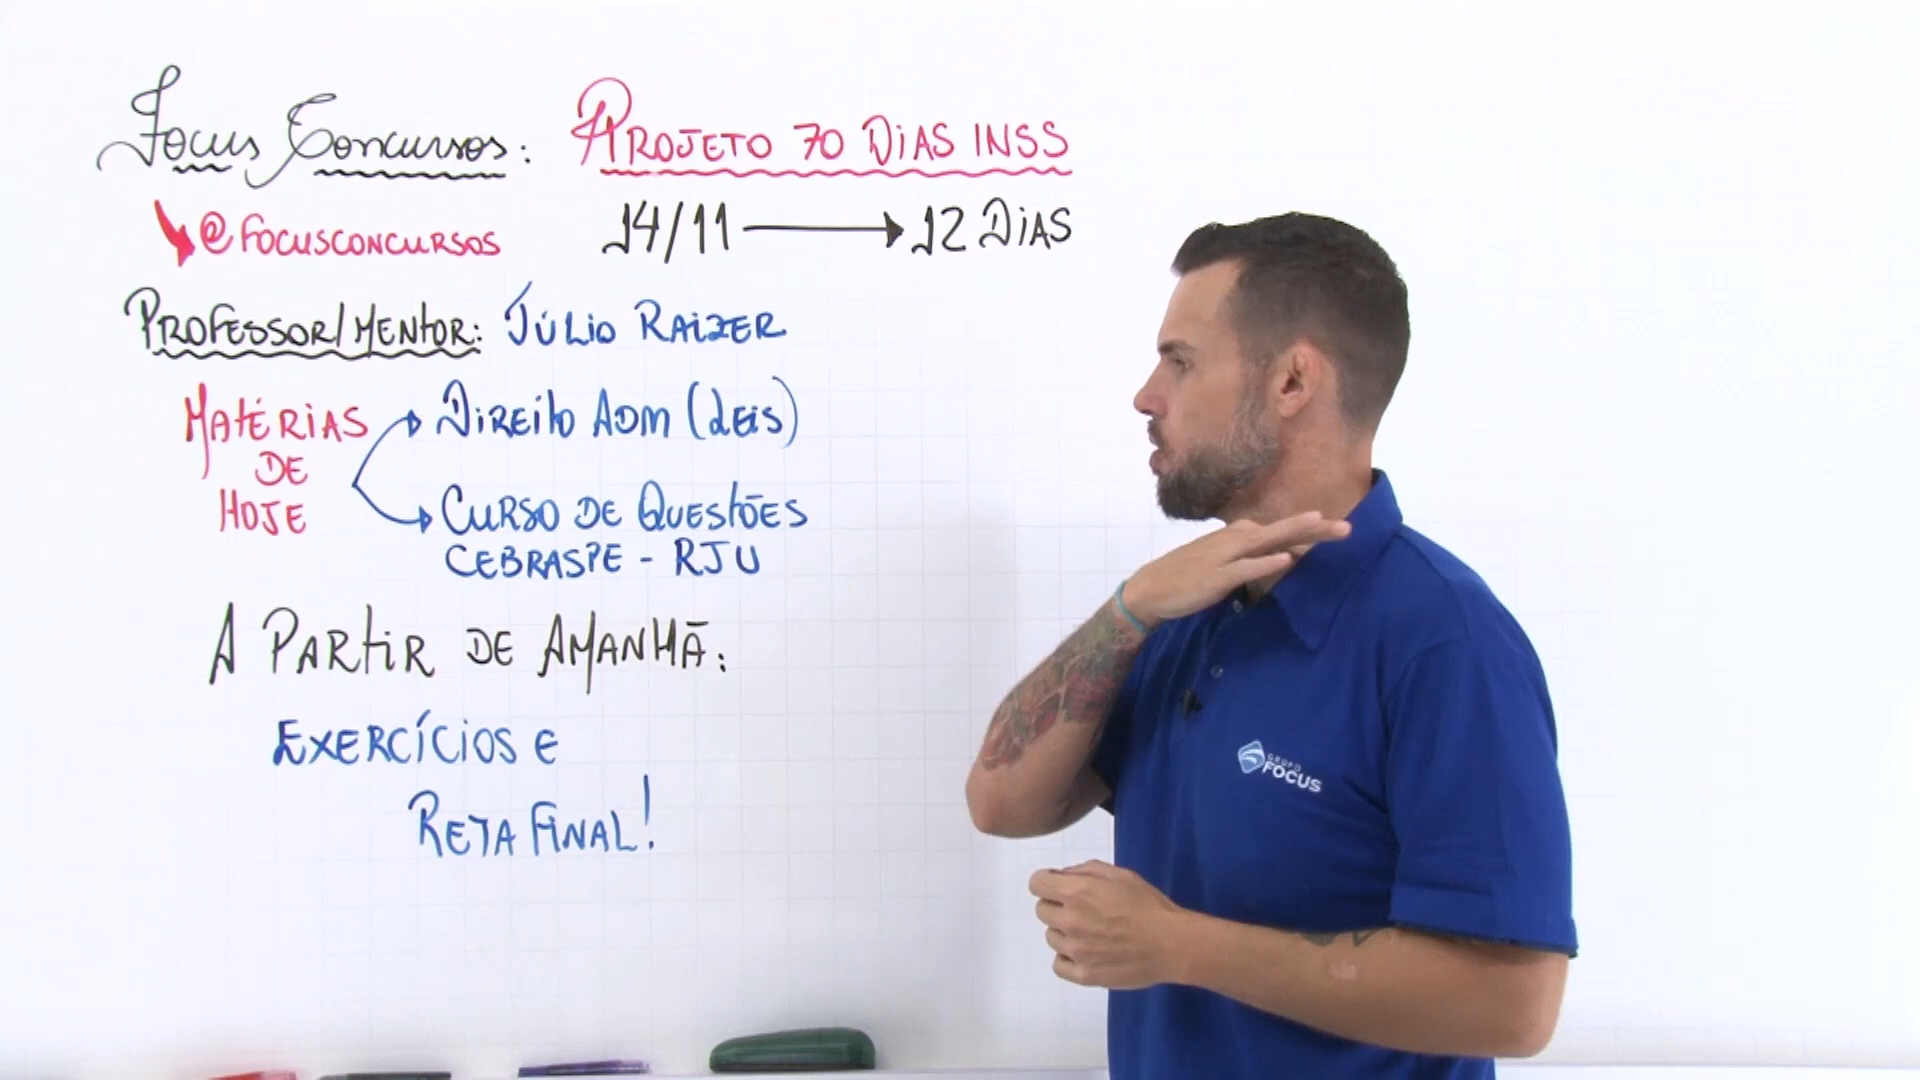 Focus Concursos: PROJETO 70 DIAS INSS
@FOCUSCONCURSOS
14/11 → 12 DIAS
PROFESSOR/MENTOR: JÚLIO RAIZER
MATÉRIAS
DE
HOJE
DIREITO ADM (LEIS)
CURSO DE QUESTÕES
CEBRASPE - RJU
A PARTIR DE AMANHÃ:
EXERCÍCIOS E
RETA FINAL!
GRUPO
FOCUS